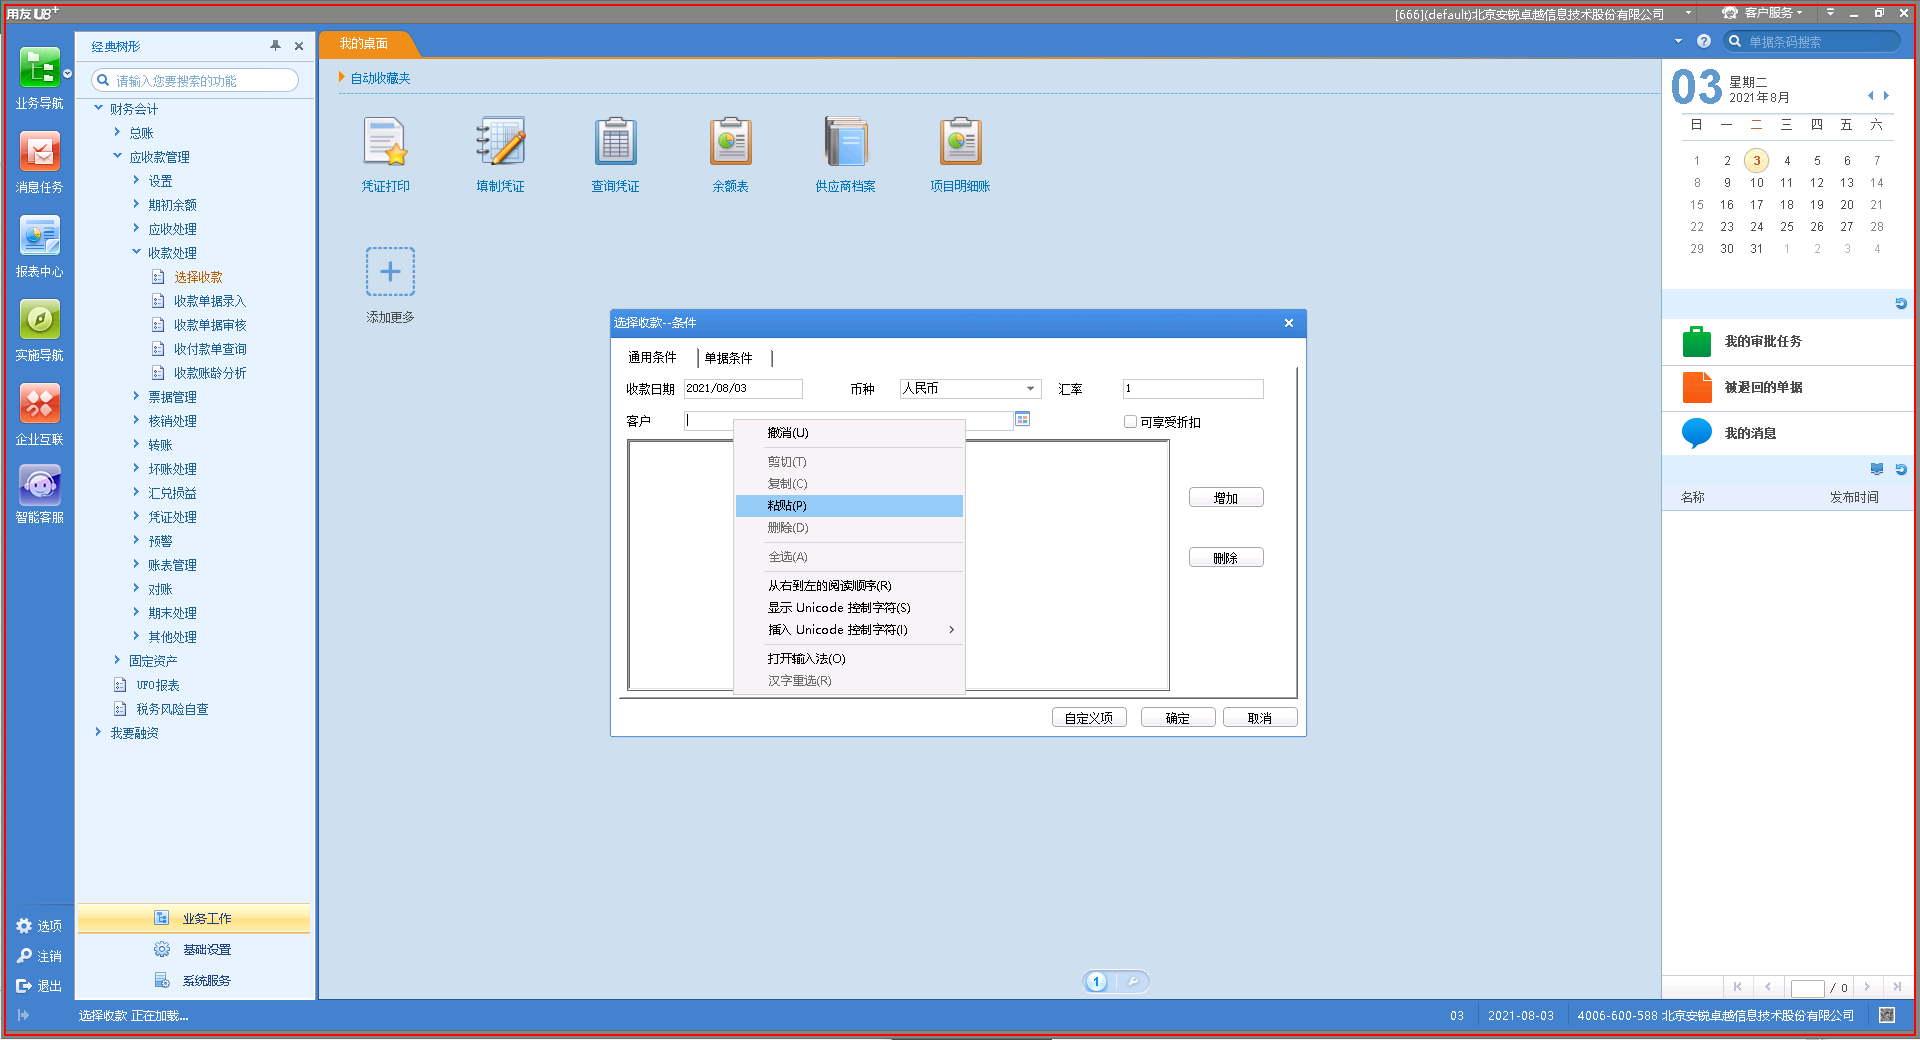 用友U8+
[666](default)北京安锐卓越信息技术股份有限公司
客户服务
业务导航
消息任务
报表中心
实施导航
企业互联
智能客服
选项
注销
退出
经典树形
请输入您要搜索的功能
财务会计
总账
应收款管理
设置
期初余额
应收处理
收款处理
选择收款
收款单据录入
收款单据审核
收付款单查询
收款账龄分析
票据管理
核销处理
转账
坏账处理
汇兑损益
凭证处理
预警
账表管理
对账
期末处理
其他处理
固定资产
UFO报表
税务风险自查
我要融资
业务工作
基础设置
系统服务
我的桌面
自动收藏夹
凭证打印
填制凭证
查询凭证
余额表
供应商档案
项目明细账
添加更多
选择收款--条件
通用条件
单据条件
收款日期 2021/08/03
币种 人民币
汇率 1
客户
可享受折扣
撤消(U)
剪切(T)
复制(C)
粘贴(P)
删除(D)
全选(A)
从右到左的阅读顺序(R)
显示 Unicode 控制字符(S)
插入 Unicode 控制字符(I)
打开输入法(O)
汉字重选(R)
增加
删除
自定义项
确定
取消
1
单据条码搜索
03
星期二
2021年8月
日 一 二 三 四 五 六
1 2 3 4 5 6 7
8 9 10 11 12 13 14
15 16 17 18 19 20 21
22 23 24 25 26 27 28
29 30 31 1 2 3 4
我的审批任务
被退回的单据
我的消息
名称 发布时间
/ 0
选择收款 正在加载...
03
2021-08-03
4006-600-588 北京安锐卓越信息技术股份有限公司